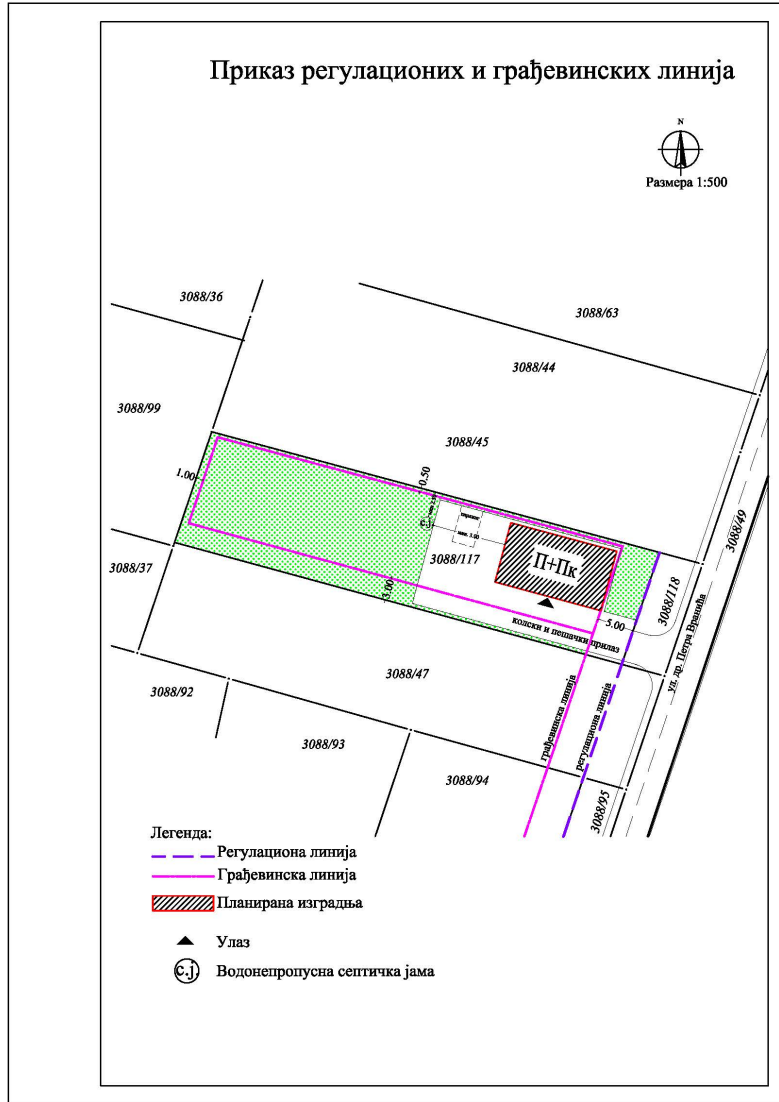 Приказ регулационих и грађевинских линија
N
Размера 1:500
3088/36
3088/63
3088/44
3088/99
3088/45
1.00
0.50
3088/49
с.ј.
мин. 3.00
3088/117
П+Пк
3088/37
3.00
5.00
3088/118
колски и пешачки прилаз
ул. др. Петра Вранића
3088/47
3088/92
грађевинска линија
регулациона линија
3088/93
3088/94
3088/95
Легенда:
Регулациона линија
Грађевинска линија
Планирана изградња
Улаз
с.ј. Водонепропусна септичка јама